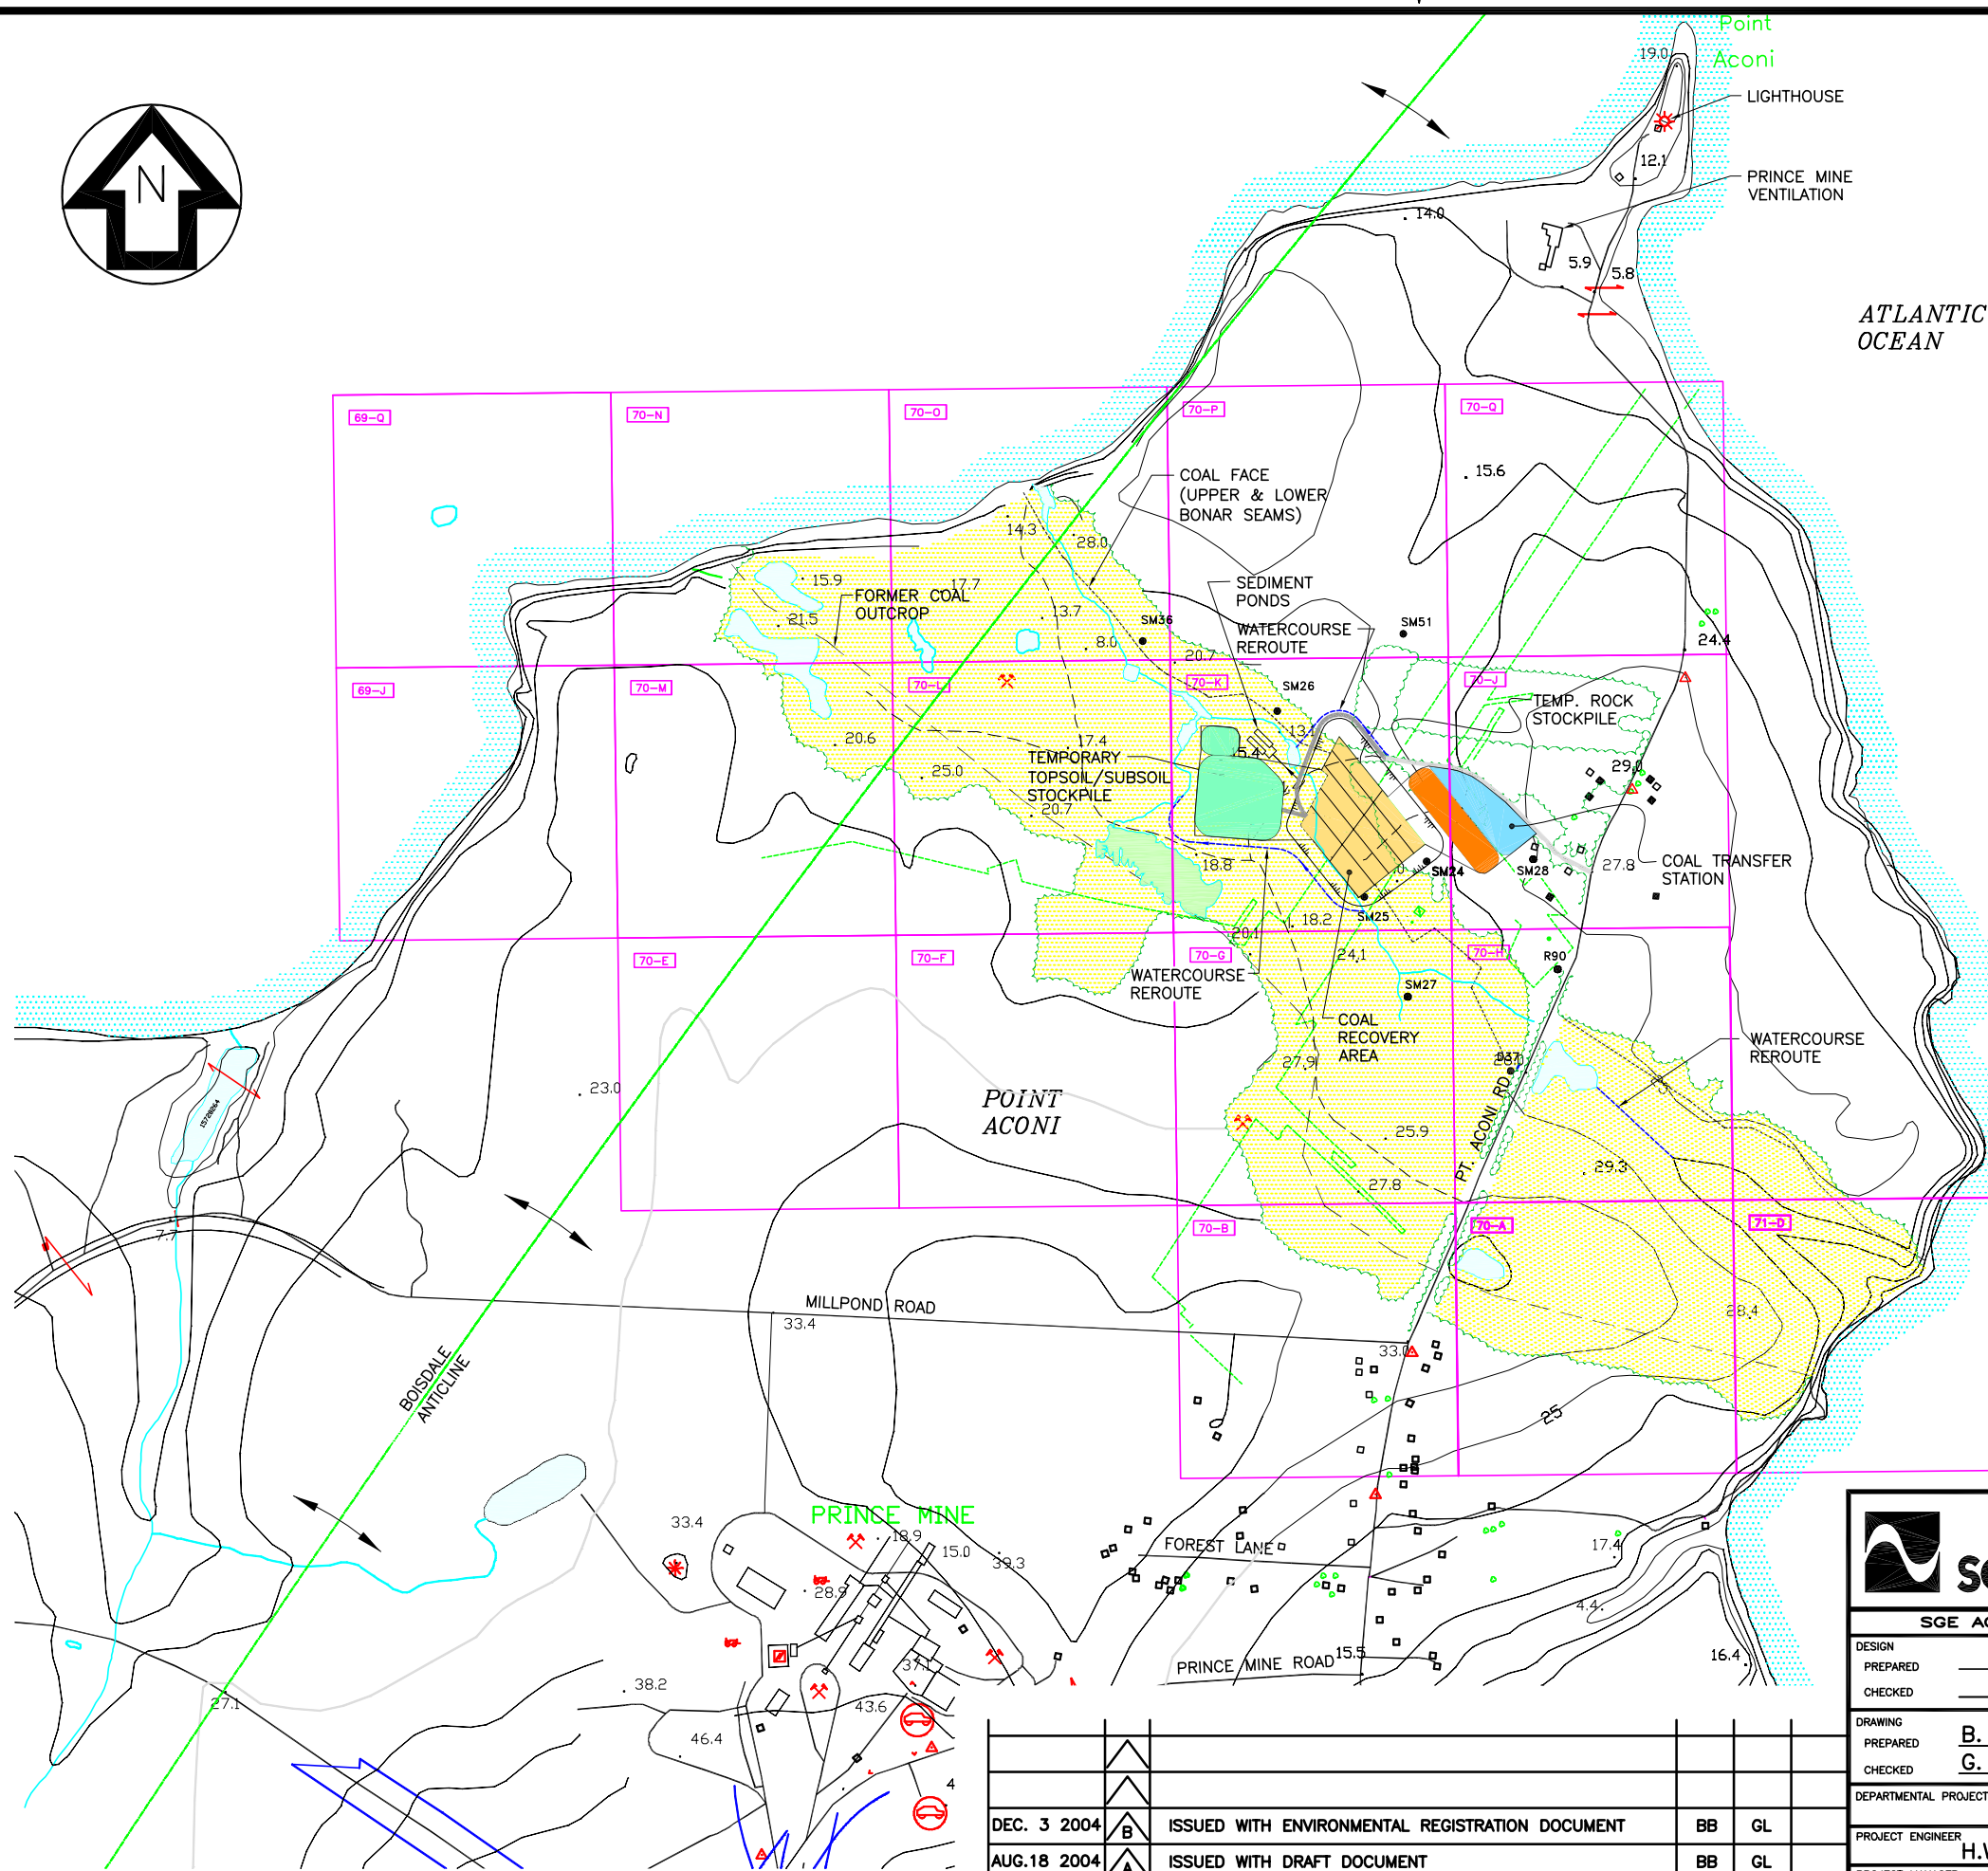 Point
Aconi
19.0
LIGHTHOUSE
12.1
PRINCE MINE
VENTILATION
N
14.0
5.9
5.8
ATLANTIC
OCEAN
69-Q
70-N
70-O
70-P
70-Q
15.6
COAL FACE
(UPPER & LOWER
BONAR SEAMS)
14.3
28.0
15.9
17.7
FORMER COAL
OUTCROP
21.5
13.7
8.0
SEDIMENT
PONDS
SM36
WATERCOURSE
REROUTE
SM51
24.4
20.7
69-J
70-M
70-L
70-K
70-J
SM26
TEMP. ROCK
STOCKPILE
20.6
17.4
25.0
20.7
TEMPORARY
TOPSOIL/SUBSOIL
STOCKPILE
13.1
15.4
29.0
18.8
SM24
SM28
27.8
COAL TRANSFER
STATION
SM25
18.2
20.1
70-E
70-F
70-G
24.1
70-H
R90
WATERCOURSE
REROUTE
SM27
COAL
RECOVERY
AREA
27.9
WATERCOURSE
REROUTE
23.0
15720264
POINT
ACONI
25.9
PT. ACONI RD
29.3
27.8
70-B
70-A
71-D
7.7
MILLPOND ROAD
33.4
28.4
33.0
BOISDALE
ANTICLINE
25
PRINCE MINE
33.4
18.9
15.0
39.3
28.9
FOREST LANE
17.4
4.4
PRINCE MINE ROAD
15.5
16.4
37.1
38.2
27.1
43.6
46.4
4
SGE AC
DESIGN
PREPARED
CHECKED
DRAWING
PREPARED B.
CHECKED G.
DEPARTMENTAL PROJECT
PROJECT ENGINEER H.W
DEC. 3 2004 B ISSUED WITH ENVIRONMENTAL REGISTRATION DOCUMENT BB GL
AUG.18 2004 A ISSUED WITH DRAFT DOCUMENT BB GL